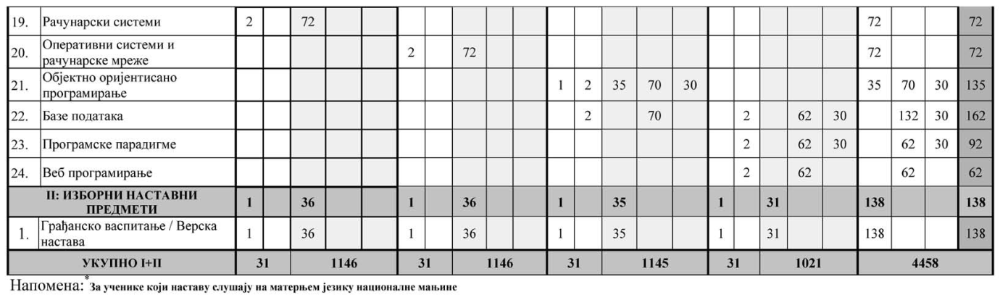 19. Рачунарски системи 2 72 72 72
20. Оперативни системи и
рачунарске мреже 2 72 72 72
21. Објектно оријентисано
програмирање 1 2 35 70 30 35 70 30 135
22. Базе података 2 70 2 62 30 132 30 162
23. Програмске парадигме 2 62 30 62 30 92
24. Веб програмирање 2 62 62 62
II: ИЗБОРНИ НАСТАВНИ
ПРЕДМЕТИ 1 36 1 36 1 35 1 31 138 138
1. Грађанско васпитање / Верска
настава 1 36 1 36 1 35 1 31 138 138
УКУПНО I+II 31 1146 31 1146 31 1145 31 1021 4458
Напомена:* За ученике који наставу слушају на матерњем језику националне мањине